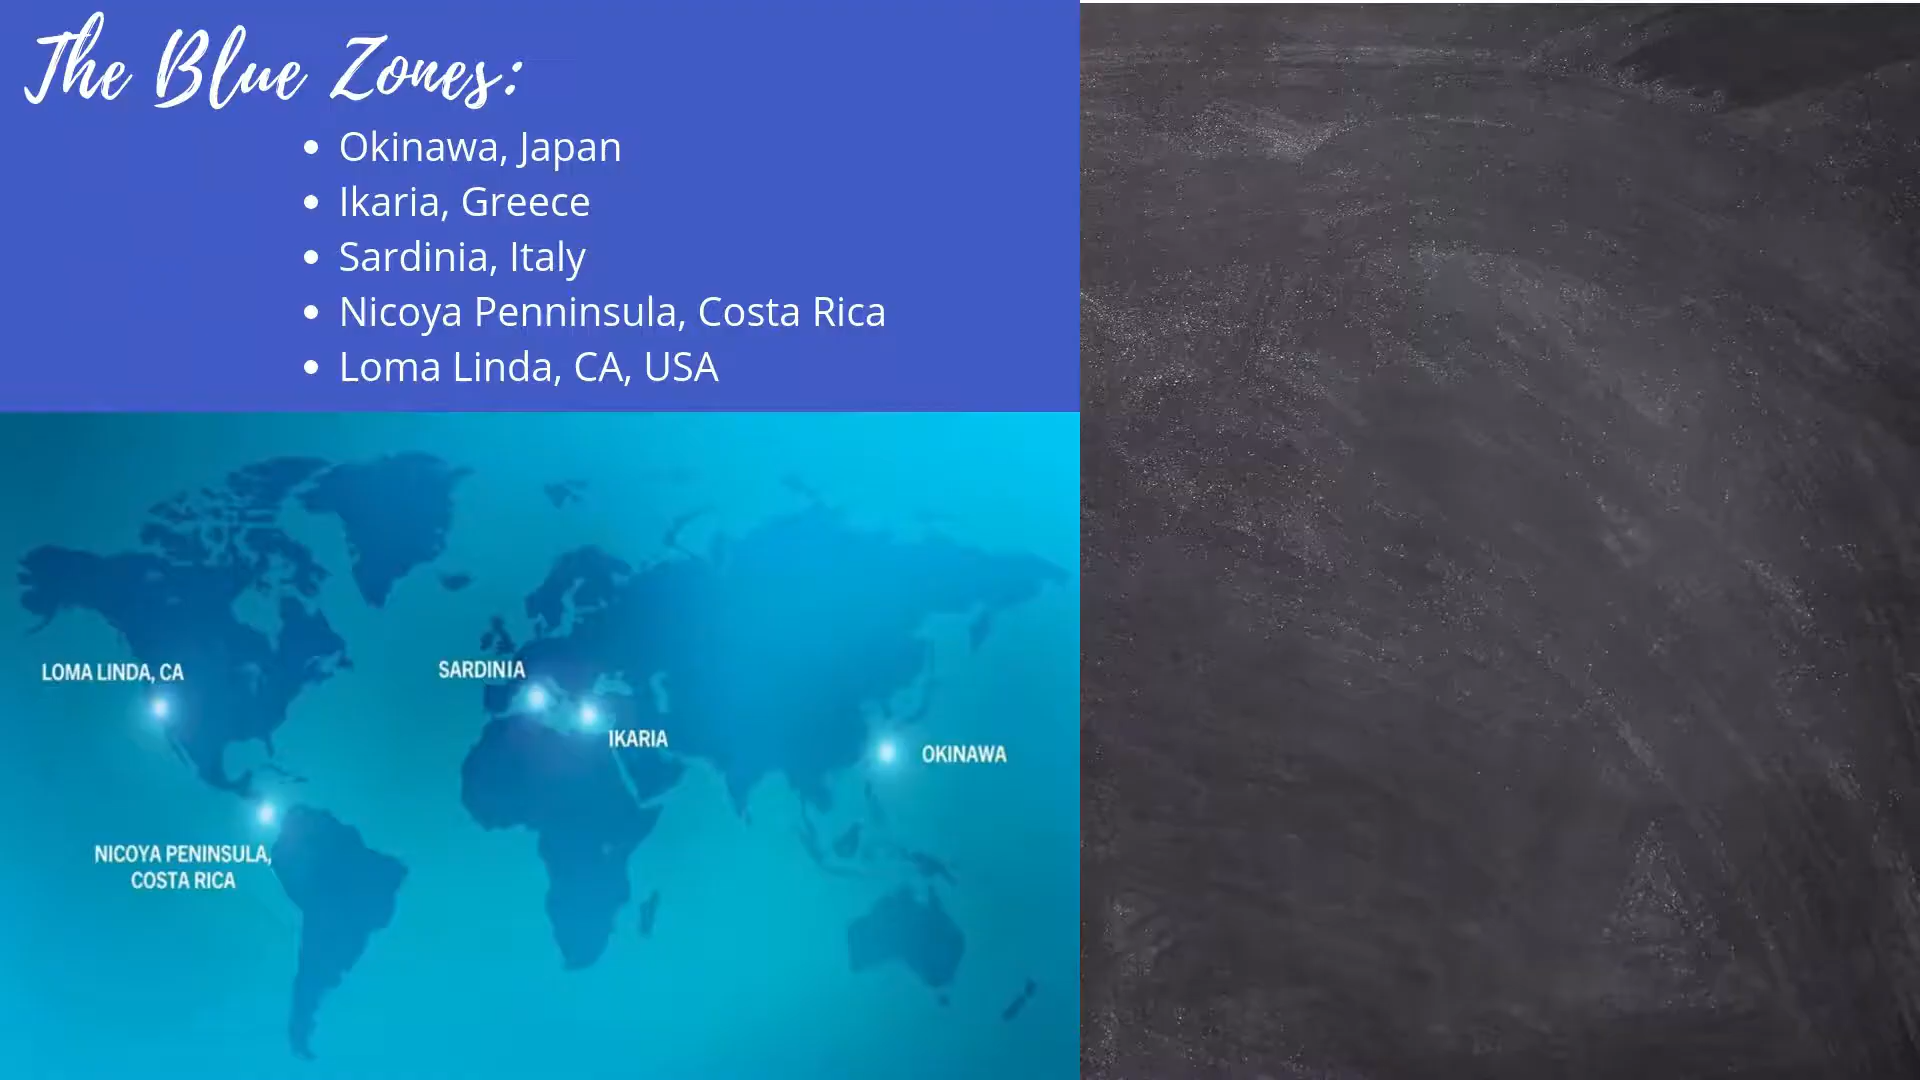 The Blue Zones:
• Okinawa, Japan
• Ikaria, Greece
• Sardinia, Italy
• Nicoya Penninsula, Costa Rica
• Loma Linda, CA, USA
LOMA LINDA, CA
SARDINIA
IKARIA
OKINAWA
NICOYA PENINSULA,
COSTA RICA